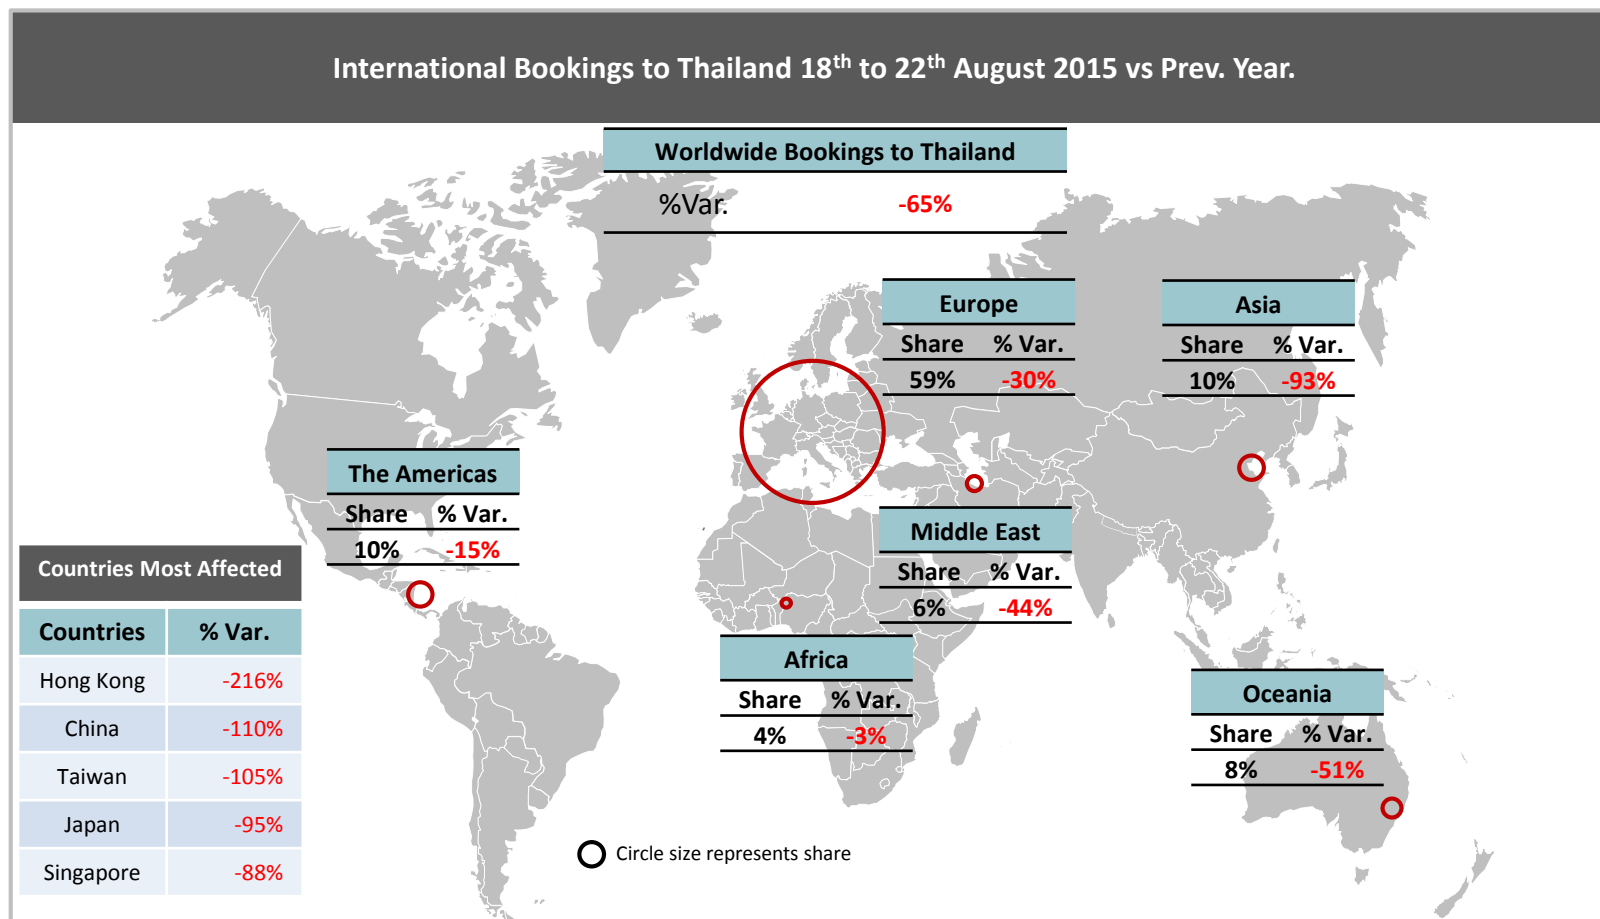 International Bookings to Thailand 18th to 22th August 2015 vs Prev. Year.
Worldwide Bookings to Thailand
%Var. -65%
Europe
Share % Var.
59% -30%
Asia
Share % Var.
10% -93%
The Americas
Share % Var.
10% -15%
Middle East
Share % Var.
6% -44%
Africa
Share % Var.
4% -3%
Oceania
Share % Var.
8% -51%
Countries Most Affected
Countries % Var.
Hong Kong -216%
China -110%
Taiwan -105%
Japan -95%
Singapore -88%
Circle size represents share